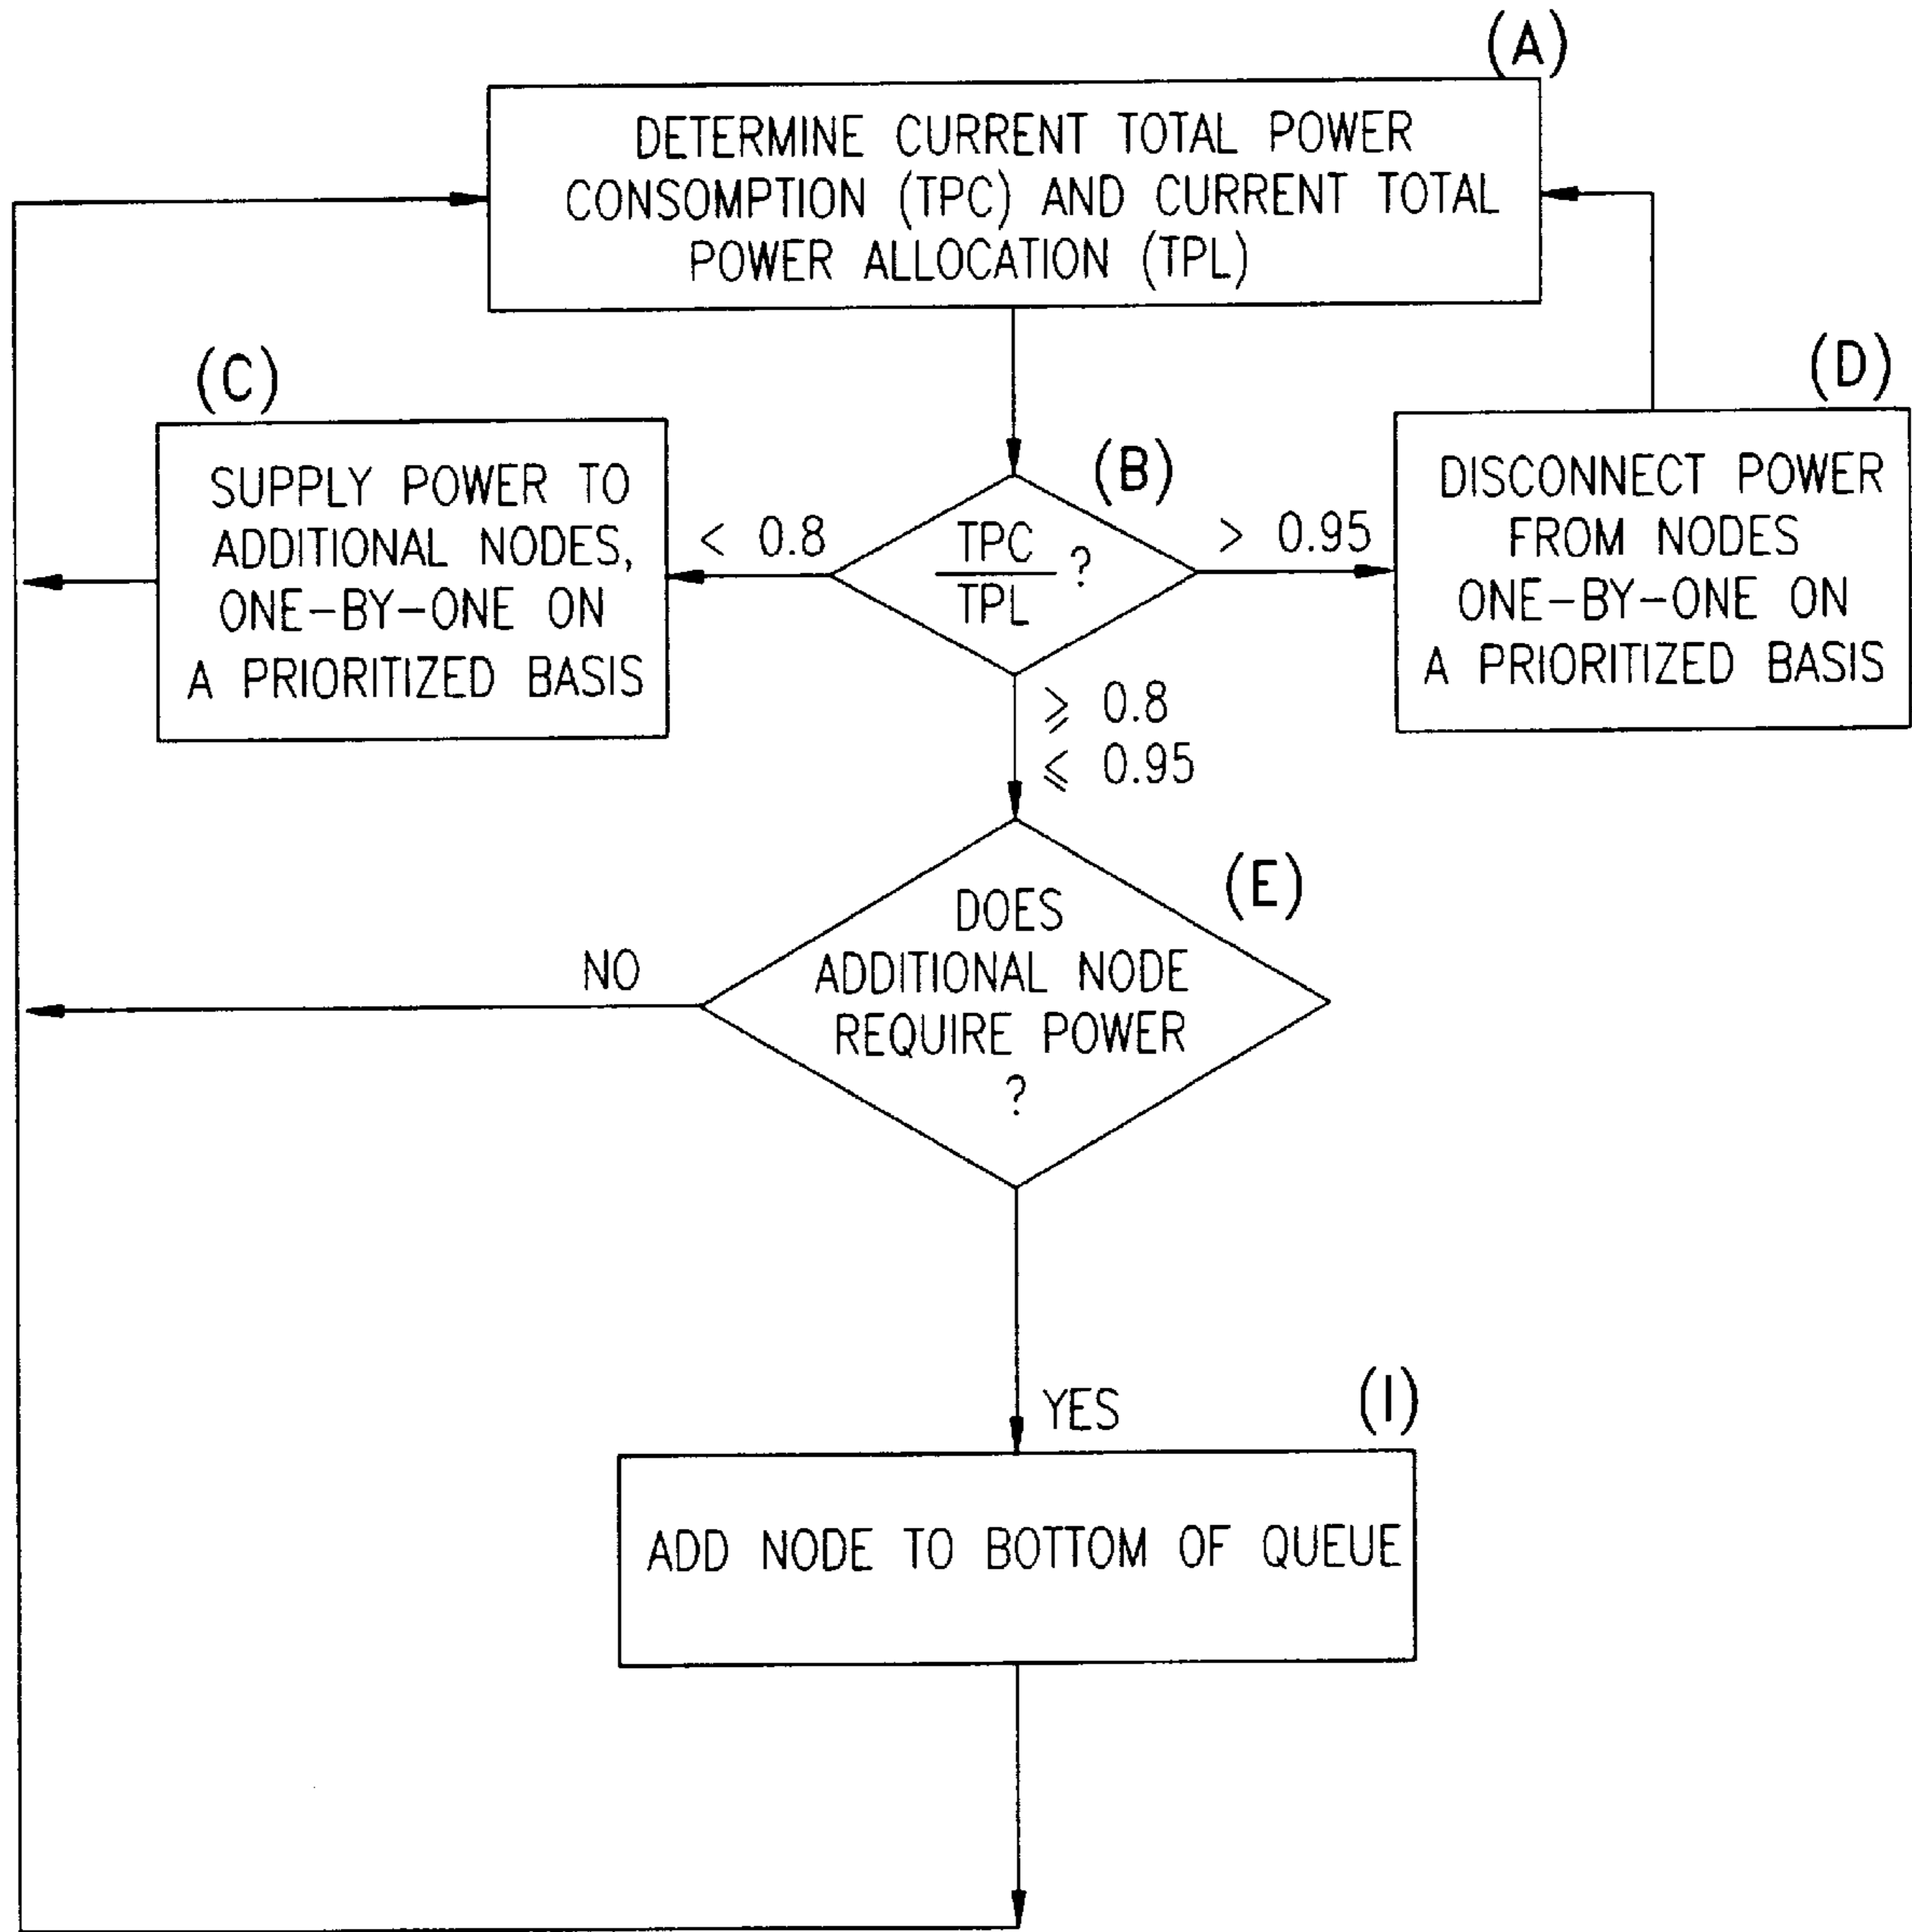 (A)
DETERMINE CURRENT TOTAL POWER
CONSOMPTION (TPC) AND CURRENT TOTAL
POWER ALLOCATION (TPL)
(C)
SUPPLY POWER TO
ADDITIONAL NODES,
ONE-BY-ONE ON
A PRIORITIZED BASIS
< 0.8
(B)
TPC
TPL
?
> 0.95
(D)
DISCONNECT POWER
FROM NODES
ONE-BY-ONE ON
A PRIORITIZED BASIS
⩾ 0.8
⩽ 0.95
(E)
DOES
ADDITIONAL NODE
REQUIRE POWER
?
NO
YES
(I)
ADD NODE TO BOTTOM OF QUEUE